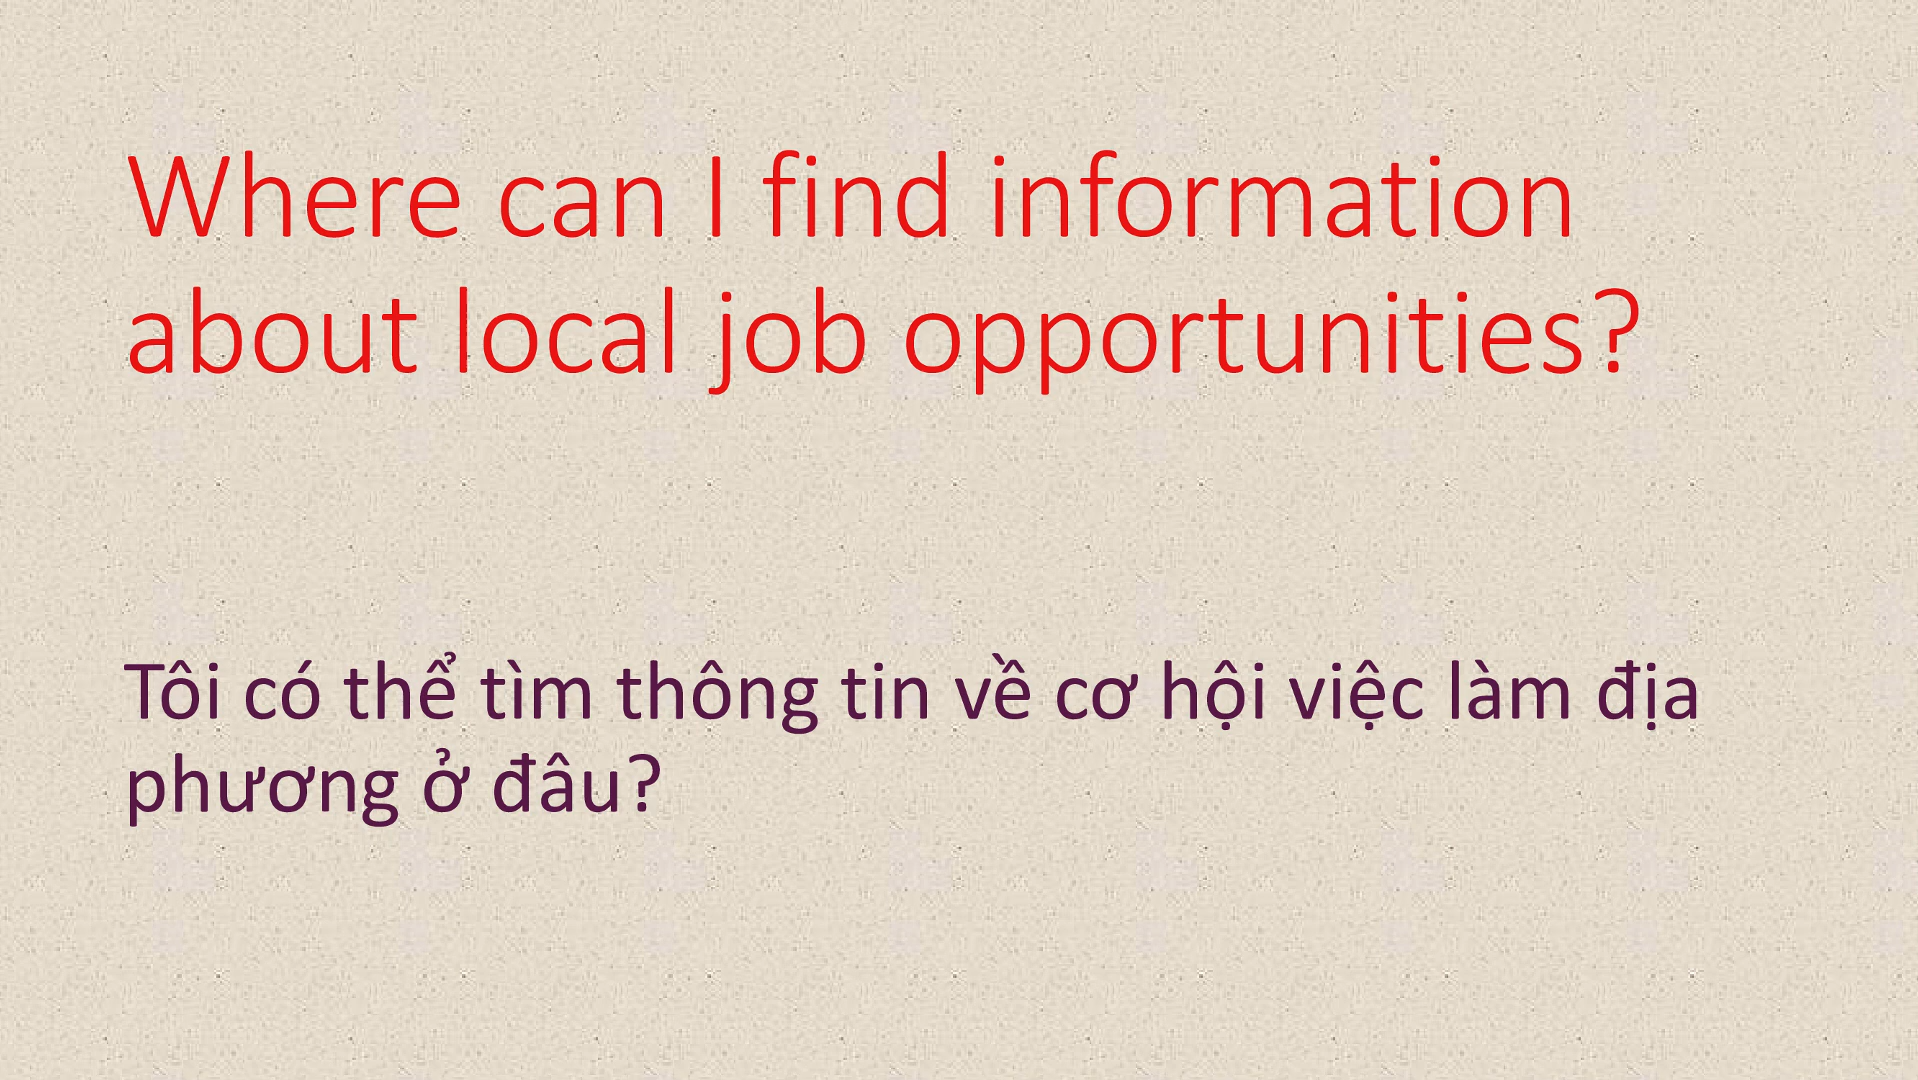 Where can I find information
about local job opportunities?
Tôi có thể tìm thông tin về cơ hội việc làm địa
phương ở đâu?